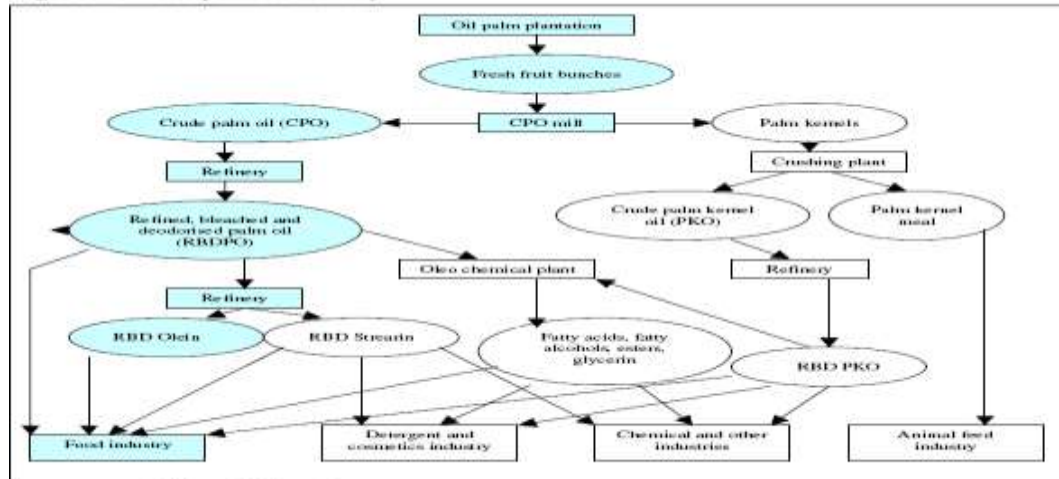 Oil palm plantation
Fresh fruit bunches
Crude palm oil (CPO)
CPO mill
Palm kernels
Refinery
Crushing plant
Refined, bleached and
deodorised palm oil
(RBDPO)
Crude palm kernel
oil (PKO)
Palm kernel
meal
Oleo chemical plant
Refinery
Refinery
RBD Olein
RBD Strearin
Fatty acids, fatty
alcohols, esters,
glycerin
RBD PKO
Food industry
Detergent and
cosmetics industry
Chemical and other
industries
Animal feed
industry